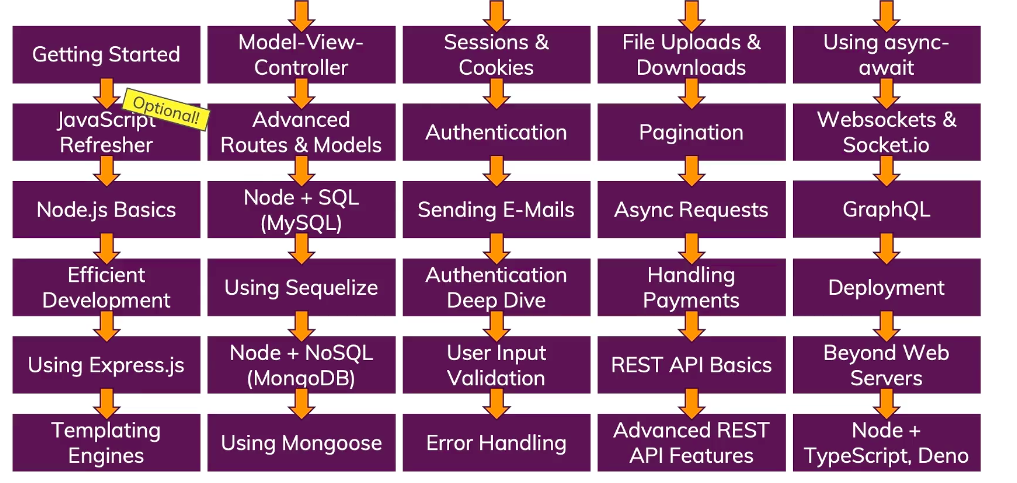 Getting Started
Optional!
JavaScript
Refresher
Node.js Basics
Efficient
Development
Using Express.js
Templating
Engines
Model-View-
Controller
Advanced
Routes & Models
Node + SQL
(MySQL)
Using Sequelize
Node + NoSQL
(MongoDB)
Using Mongoose
Sessions &
Cookies
Authentication
Sending E-Mails
Authentication
Deep Dive
User Input
Validation
Error Handling
File Uploads &
Downloads
Pagination
Async Requests
Handling
Payments
REST API Basics
Advanced REST
API Features
Using async-
await
Websockets &
Socket.io
GraphQL
Deployment
Beyond Web
Servers
Node +
TypeScript, Deno